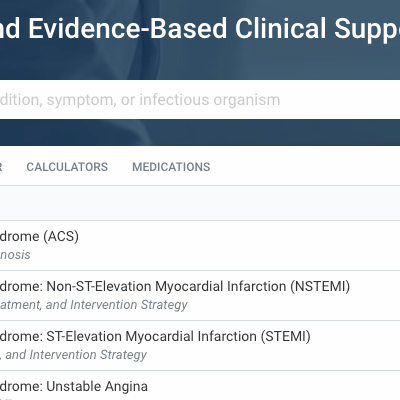 nd Evidence-Based Clinical Supp
dition, symptom, or infectious organism
R CALCULATORS MEDICATIONS
drome (ACS)
nosis
drome: Non-ST-Elevation Myocardial Infarction (NSTEMI)
atment, and Intervention Strategy
drome: ST-Elevation Myocardial Infarction (STEMI)
, and Intervention Strategy
drome: Unstable Angina